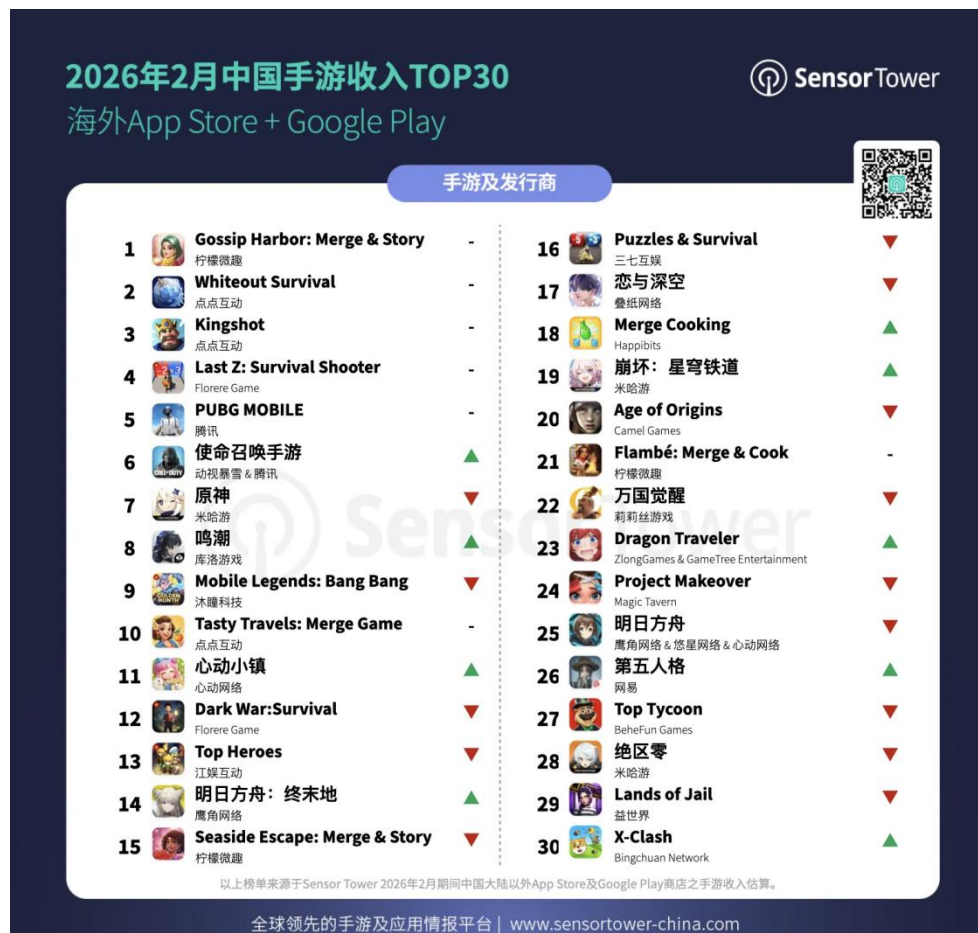 2026年2月中国手游收入TOP30
SensorTower
海外App Store + Google Play
手游及发行商
1 Gossip Harbor: Merge & Story -
柠檬微趣
2 Whiteout Survival -
点点互动
3 Kingshot -
点点互动
4 Last Z: Survival Shooter -
Florere Game
5 PUBG MOBILE -
腾讯
6 使命召唤手游 ▲
动视暴雪 & 腾讯
7 原神 ▼
米哈游
8 鸣潮 ▲
库洛游戏
9 Mobile Legends: Bang Bang ▼
沐瞳科技
10 Tasty Travels: Merge Game -
点点互动
11 心动小镇 ▲
心动网络
12 Dark War:Survival ▼
Florere Game
13 Top Heroes ▼
江娱互动
14 明日方舟：终末地 ▲
鹰角网络
15 Seaside Escape: Merge & Story ▼
柠檬微趣
16 Puzzles & Survival ▼
三七互娱
17 恋与深空 ▼
叠纸网络
18 Merge Cooking ▲
Happibits
19 崩坏：星穹铁道 ▲
米哈游
20 Age of Origins ▼
Camel Games
21 Flambé: Merge & Cook -
柠檬微趣
22 万国觉醒 ▼
莉莉丝游戏
23 Dragon Traveler ▲
ZlongGames & GameTree Entertainment
24 Project Makeover ▼
Magic Tavern
25 明日方舟 ▼
鹰角网络 & 悠星网络 & 心动网络
26 第五人格 ▲
网易
27 Top Tycoon ▼
BeheFun Games
28 绝区零 ▼
米哈游
29 Lands of Jail ▼
益世界
30 X-Clash ▲
Bingchuan Network
SensorTower
以上榜单来源于Sensor Tower 2026年2月期间中国大陆以外App Store及Google Play商店之手游收入估算。
全球领先的手游及应用情报平台 | www.sensortower-china.com